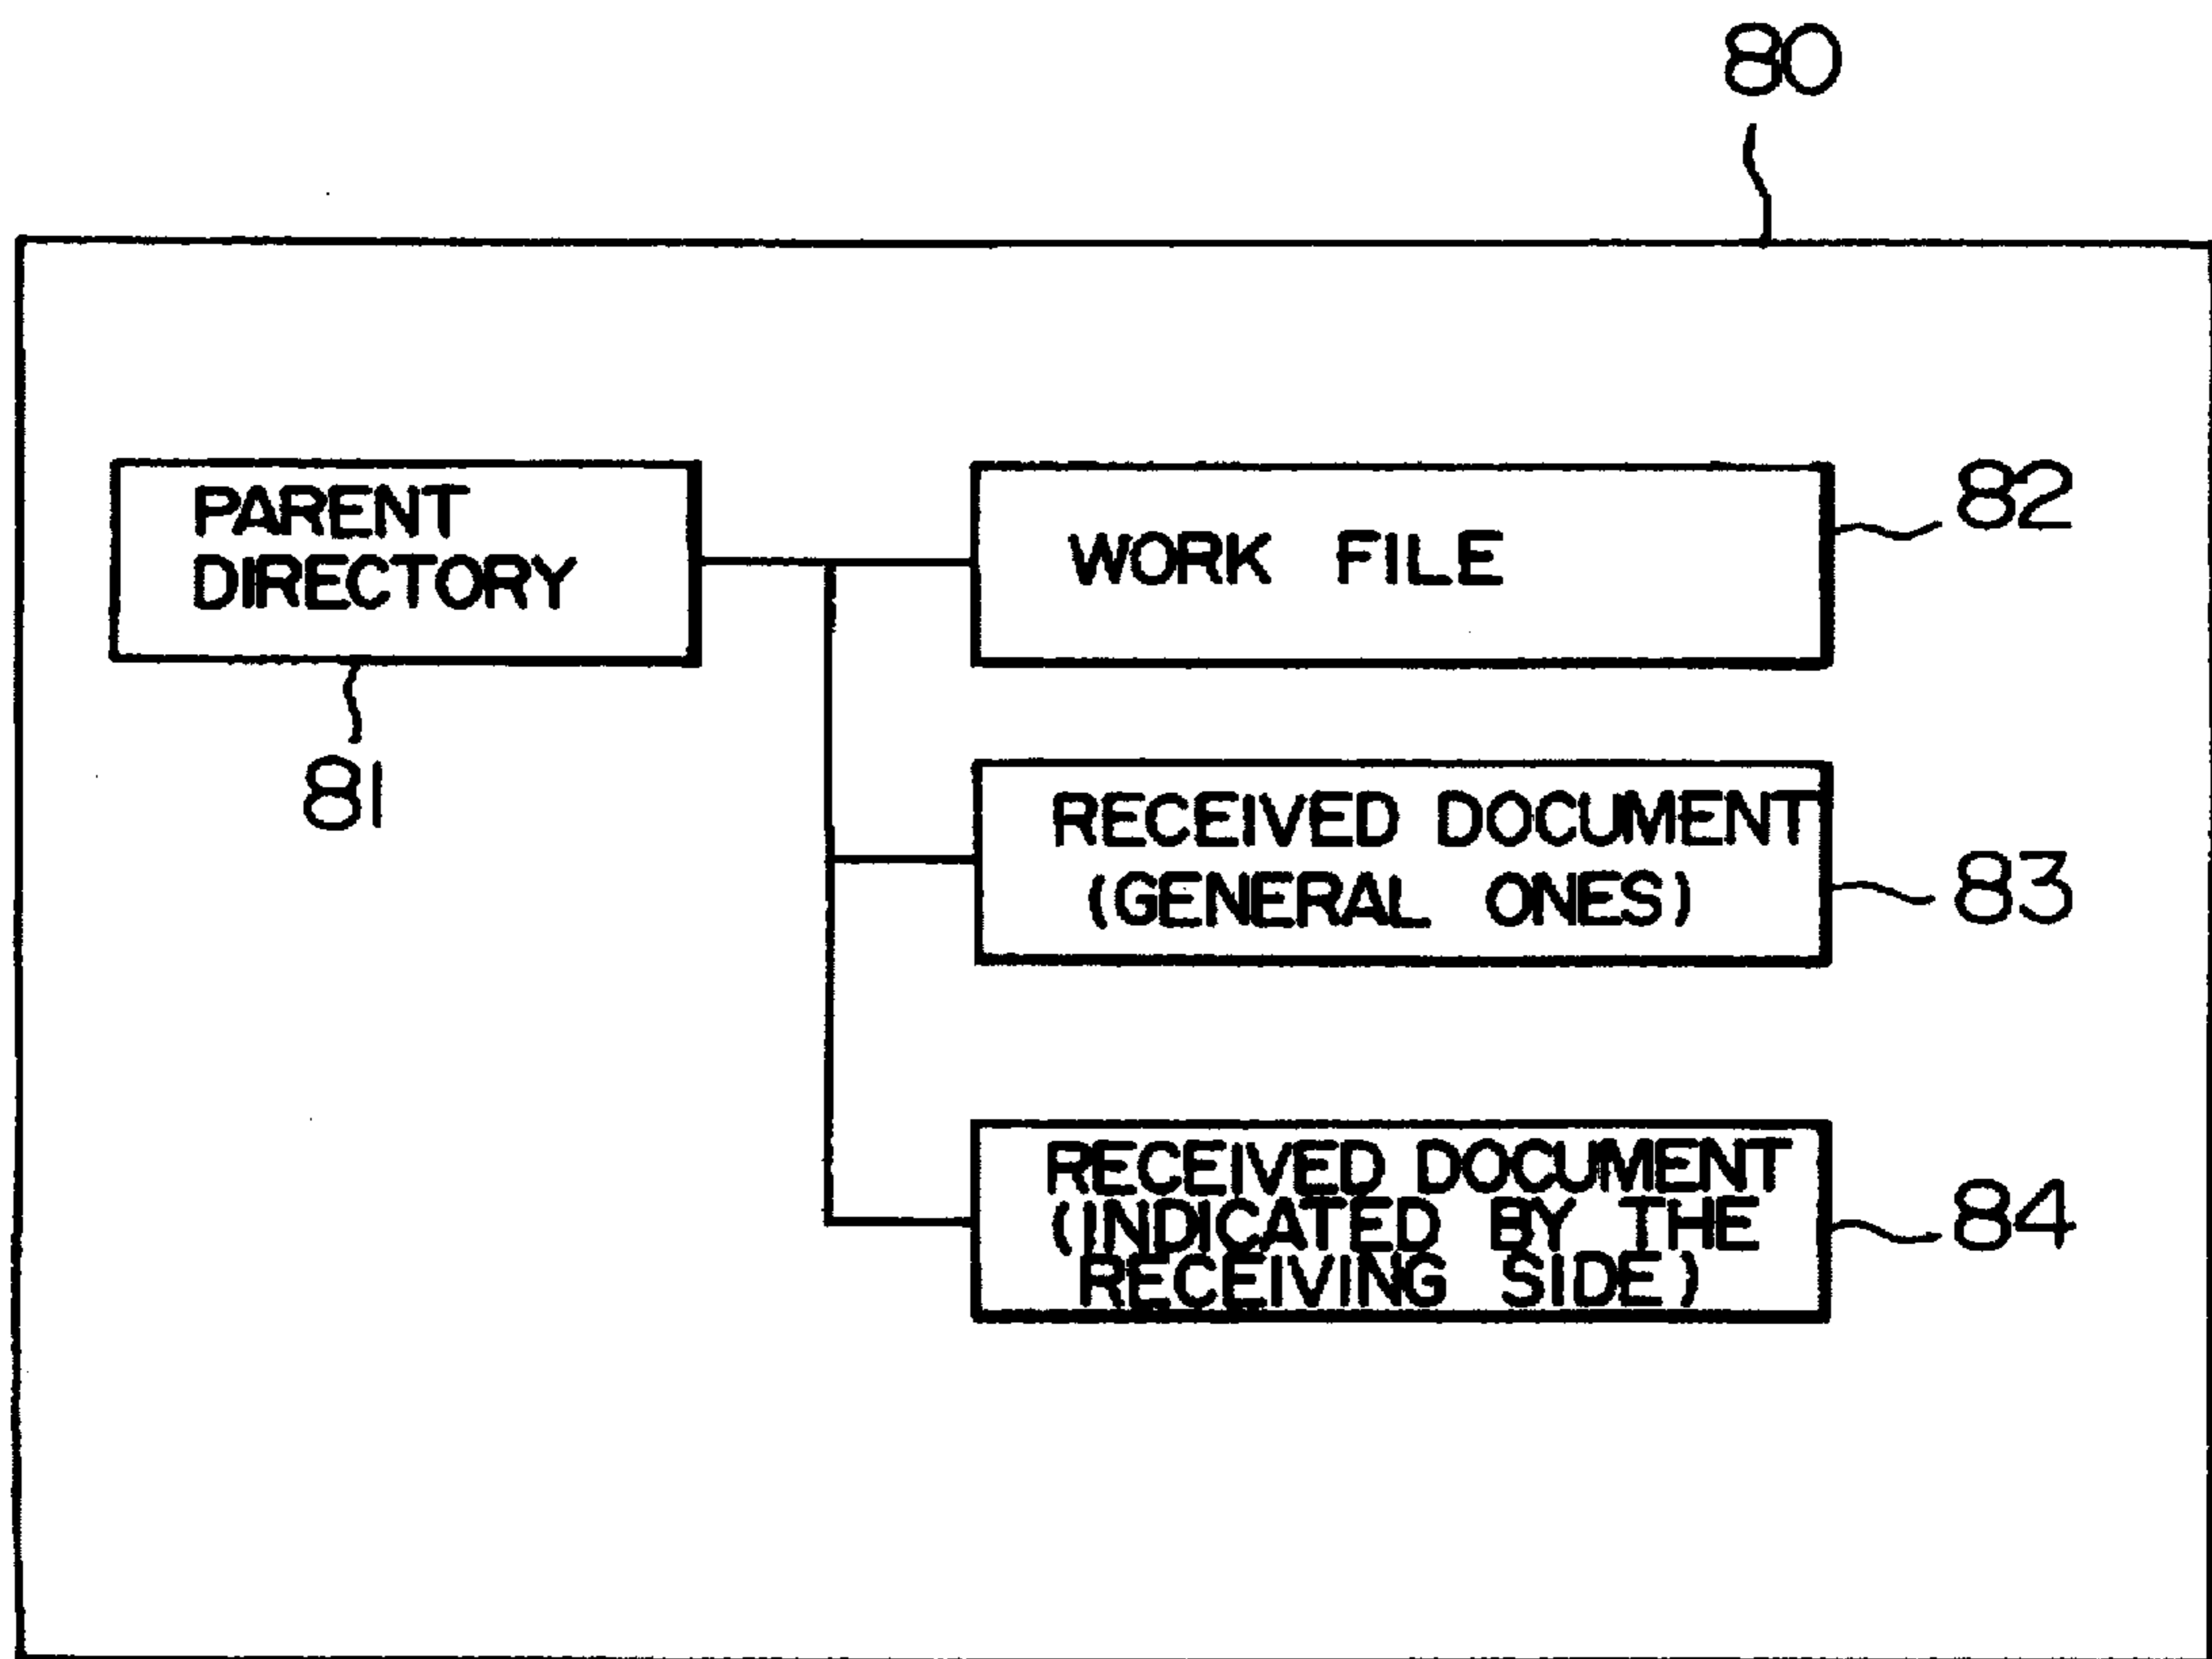 80
PARENT
DIRECTORY
81
WORK FILE
82
RECEIVED DOCUMENT
(GENERAL ONES)
83
RECEIVED DOCUMENT
(INDICATED BY THE
RECEIVING SIDE)
84